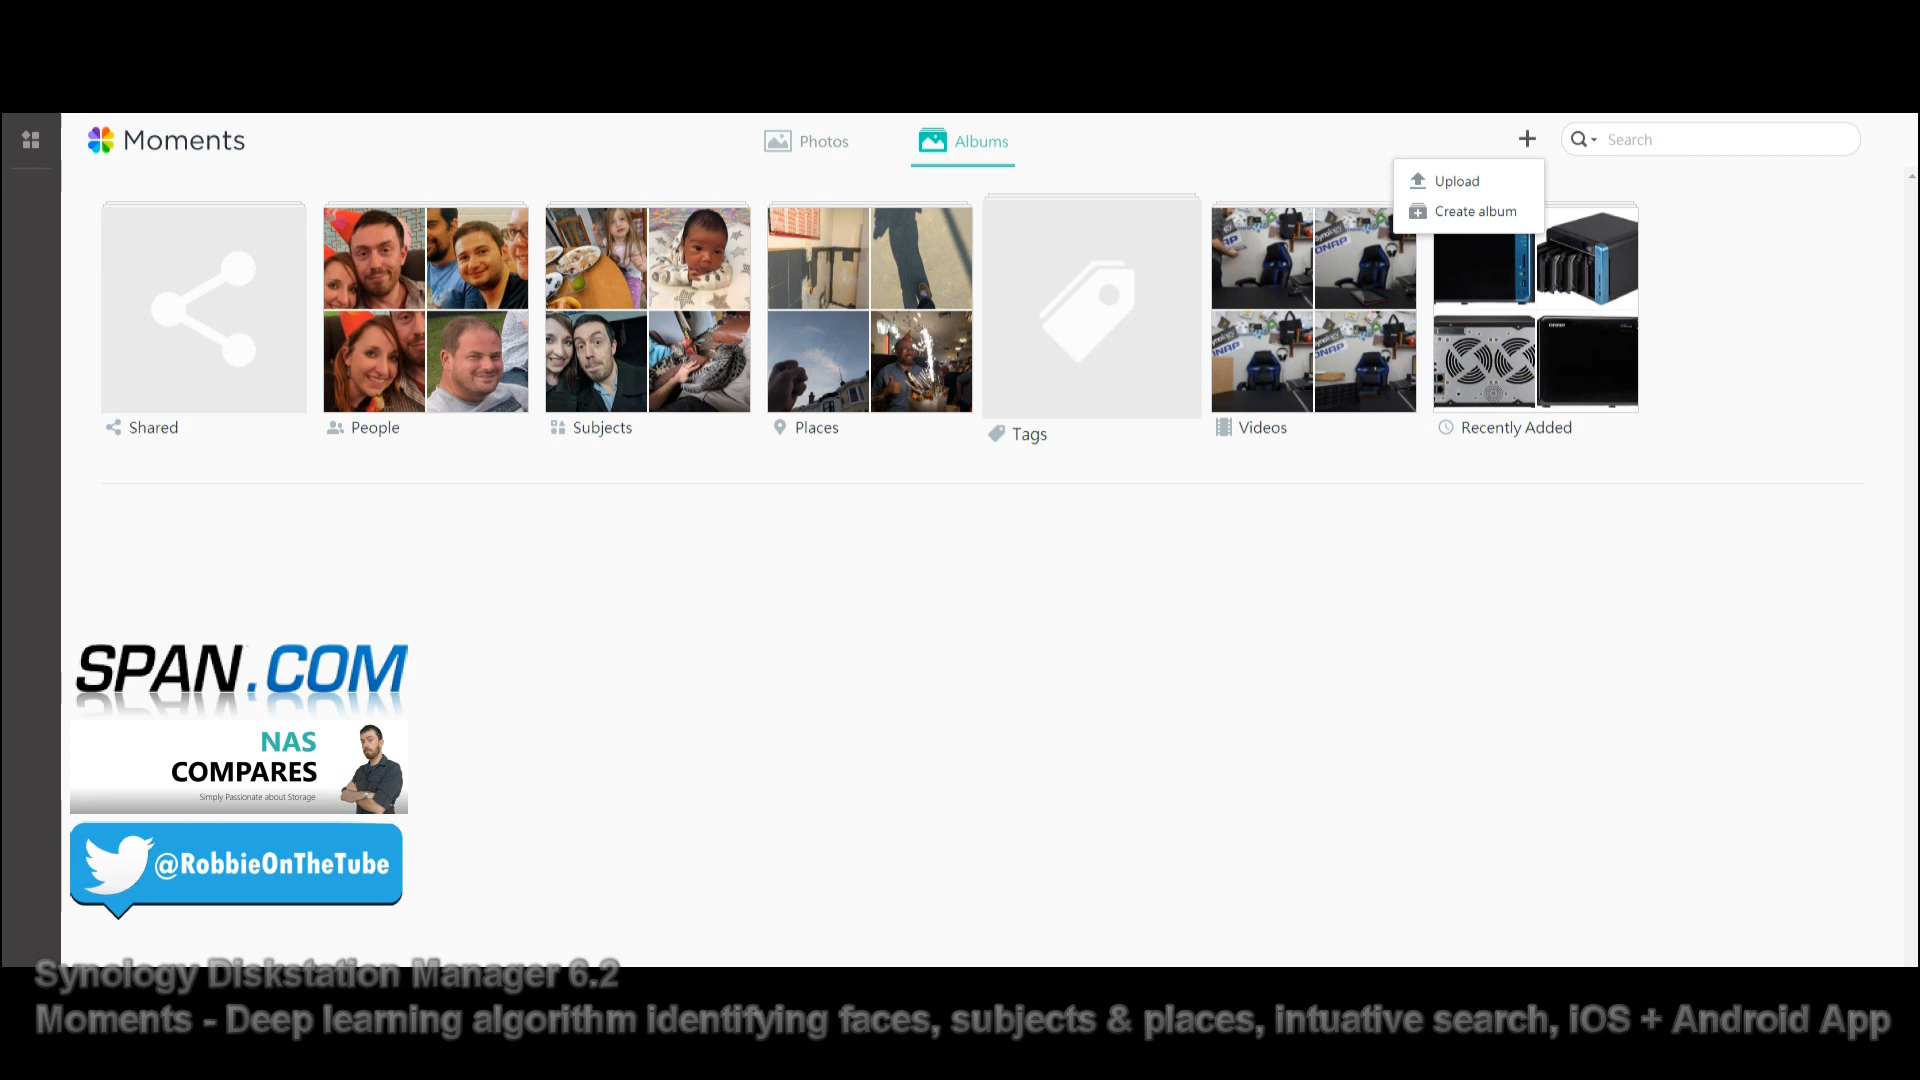 Moments
Photos
Albums
Search
Upload
Create album
Shared
People
Subjects
Places
Tags
Videos
Recently Added
SPAN.COM
NAS
COMPARES
Simply Passionate about Storage
@RobbieOnTheTube
Synology Diskstation Manager 6.2
Moments - Deep learning algorithm identifying faces, subjects & places, intuative search, iOS + Android App